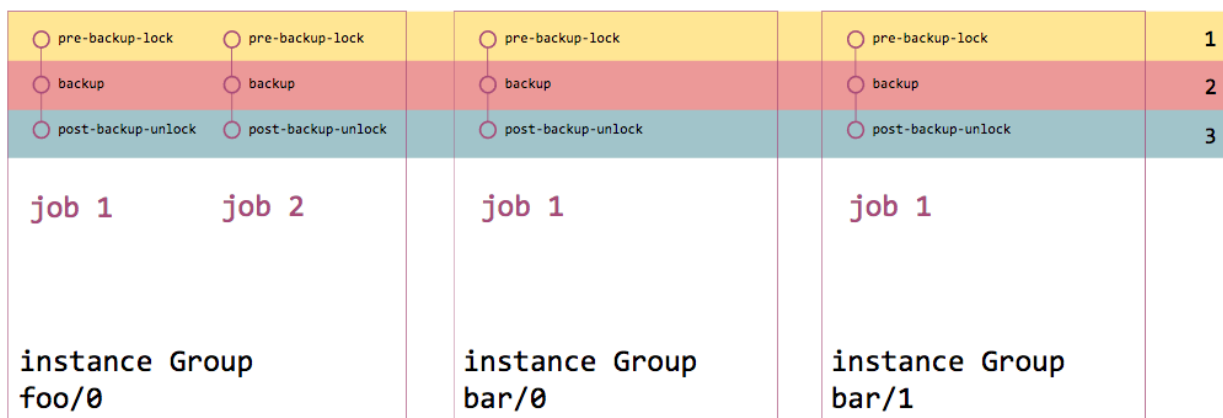 pre-backup-lock pre-backup-lock pre-backup-lock pre-backup-lock 1
backup backup backup backup 2
post-backup-unlock post-backup-unlock post-backup-unlock post-backup-unlock 3
job 1 job 2 job 1 job 1
instance Group instance Group instance Group
foo/0 bar/0 bar/1